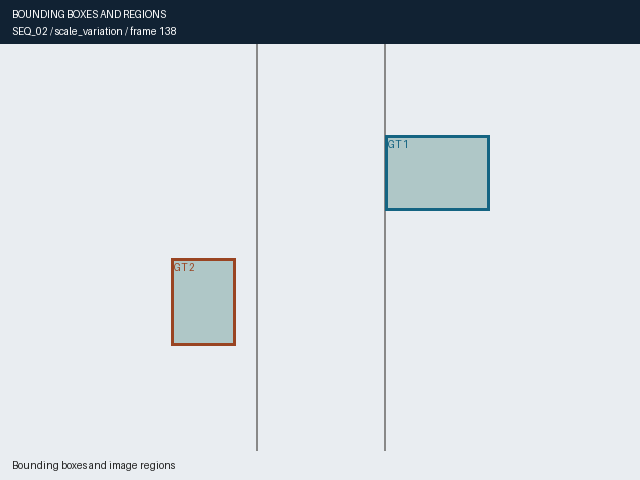 BOUNDING BOXES AND REGIONS
SEQ_02 / scale_variation / frame 138
GT1
GT2
Bounding boxes and image regions